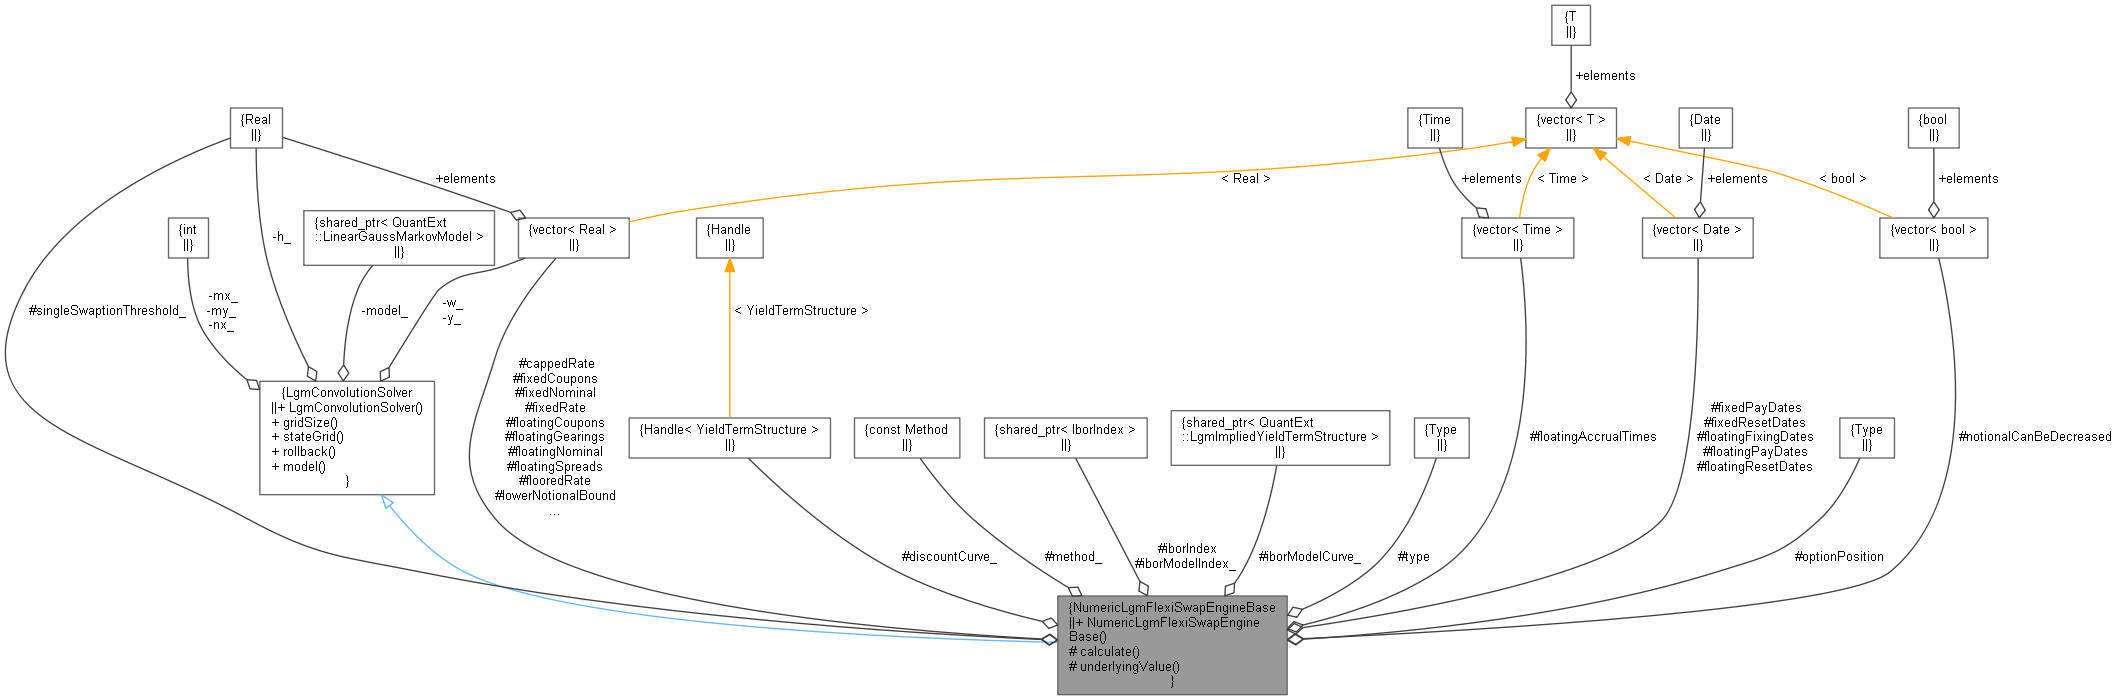 {T
||}
+elements
{Real
||}
{Time
||}
{vector< T >
||}
{Date
||}
{bool
||}
+elements
< Real >
+elements
< Time >
< Date >
+elements
< bool >
+elements
{int
||}
{shared_ptr< QuantExt
::LinearGaussMarkovModel >
||}
-h_
{vector< Real >
||}
{Handle
||}
{vector< Time >
||}
{vector< Date >
||}
{vector< bool >
||}
#singleSwaptionThreshold_
-mx_
-my_
-nx_
-model_
-w_
-y_
< YieldTermStructure >
{LgmConvolutionSolver
||+ LgmConvolutionSolver()
+ gridSize()
+ stateGrid()
+ rollback()
+ model()
}
#cappedRate
#fixedCoupons
#fixedNominal
#fixedRate
#floatingCoupons
#floatingGearings
#floatingNominal
#floatingSpreads
#flooredRate
#lowerNotionalBound
...
{Handle< YieldTermStructure >
||}
{const Method
||}
{shared_ptr< IborIndex >
||}
{shared_ptr< QuantExt
::LgmImpliedYieldTermStructure >
||}
{Type
||}
#floatingAccrualTimes
#fixedPayDates
#fixedResetDates
#floatingFixingDates
#floatingPayDates
#floatingResetDates
{Type
||}
#notionalCanBeDecreased
#discountCurve_
#method_
#iborIndex
#iborModelIndex_
#iborModelCurve_
#type
#optionPosition
{NumericLgmFlexiSwapEngineBase
||+ NumericLgmFlexiSwapEngine
Base()
# calculate()
# underlyingValue()
}